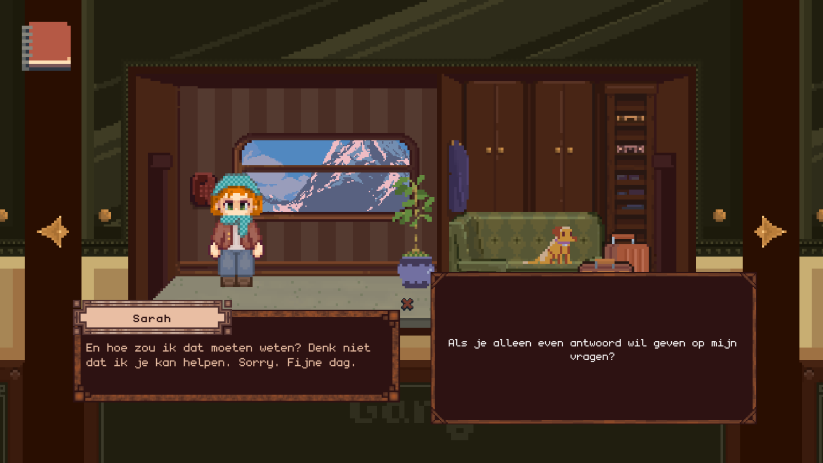 Sarah
En hoe zou ik dat moeten weten? Denk niet
dat ik je kan helpen. Sorry. Fijne dag.
Als je alleen even antwoord wil geven op mijn
vragen?